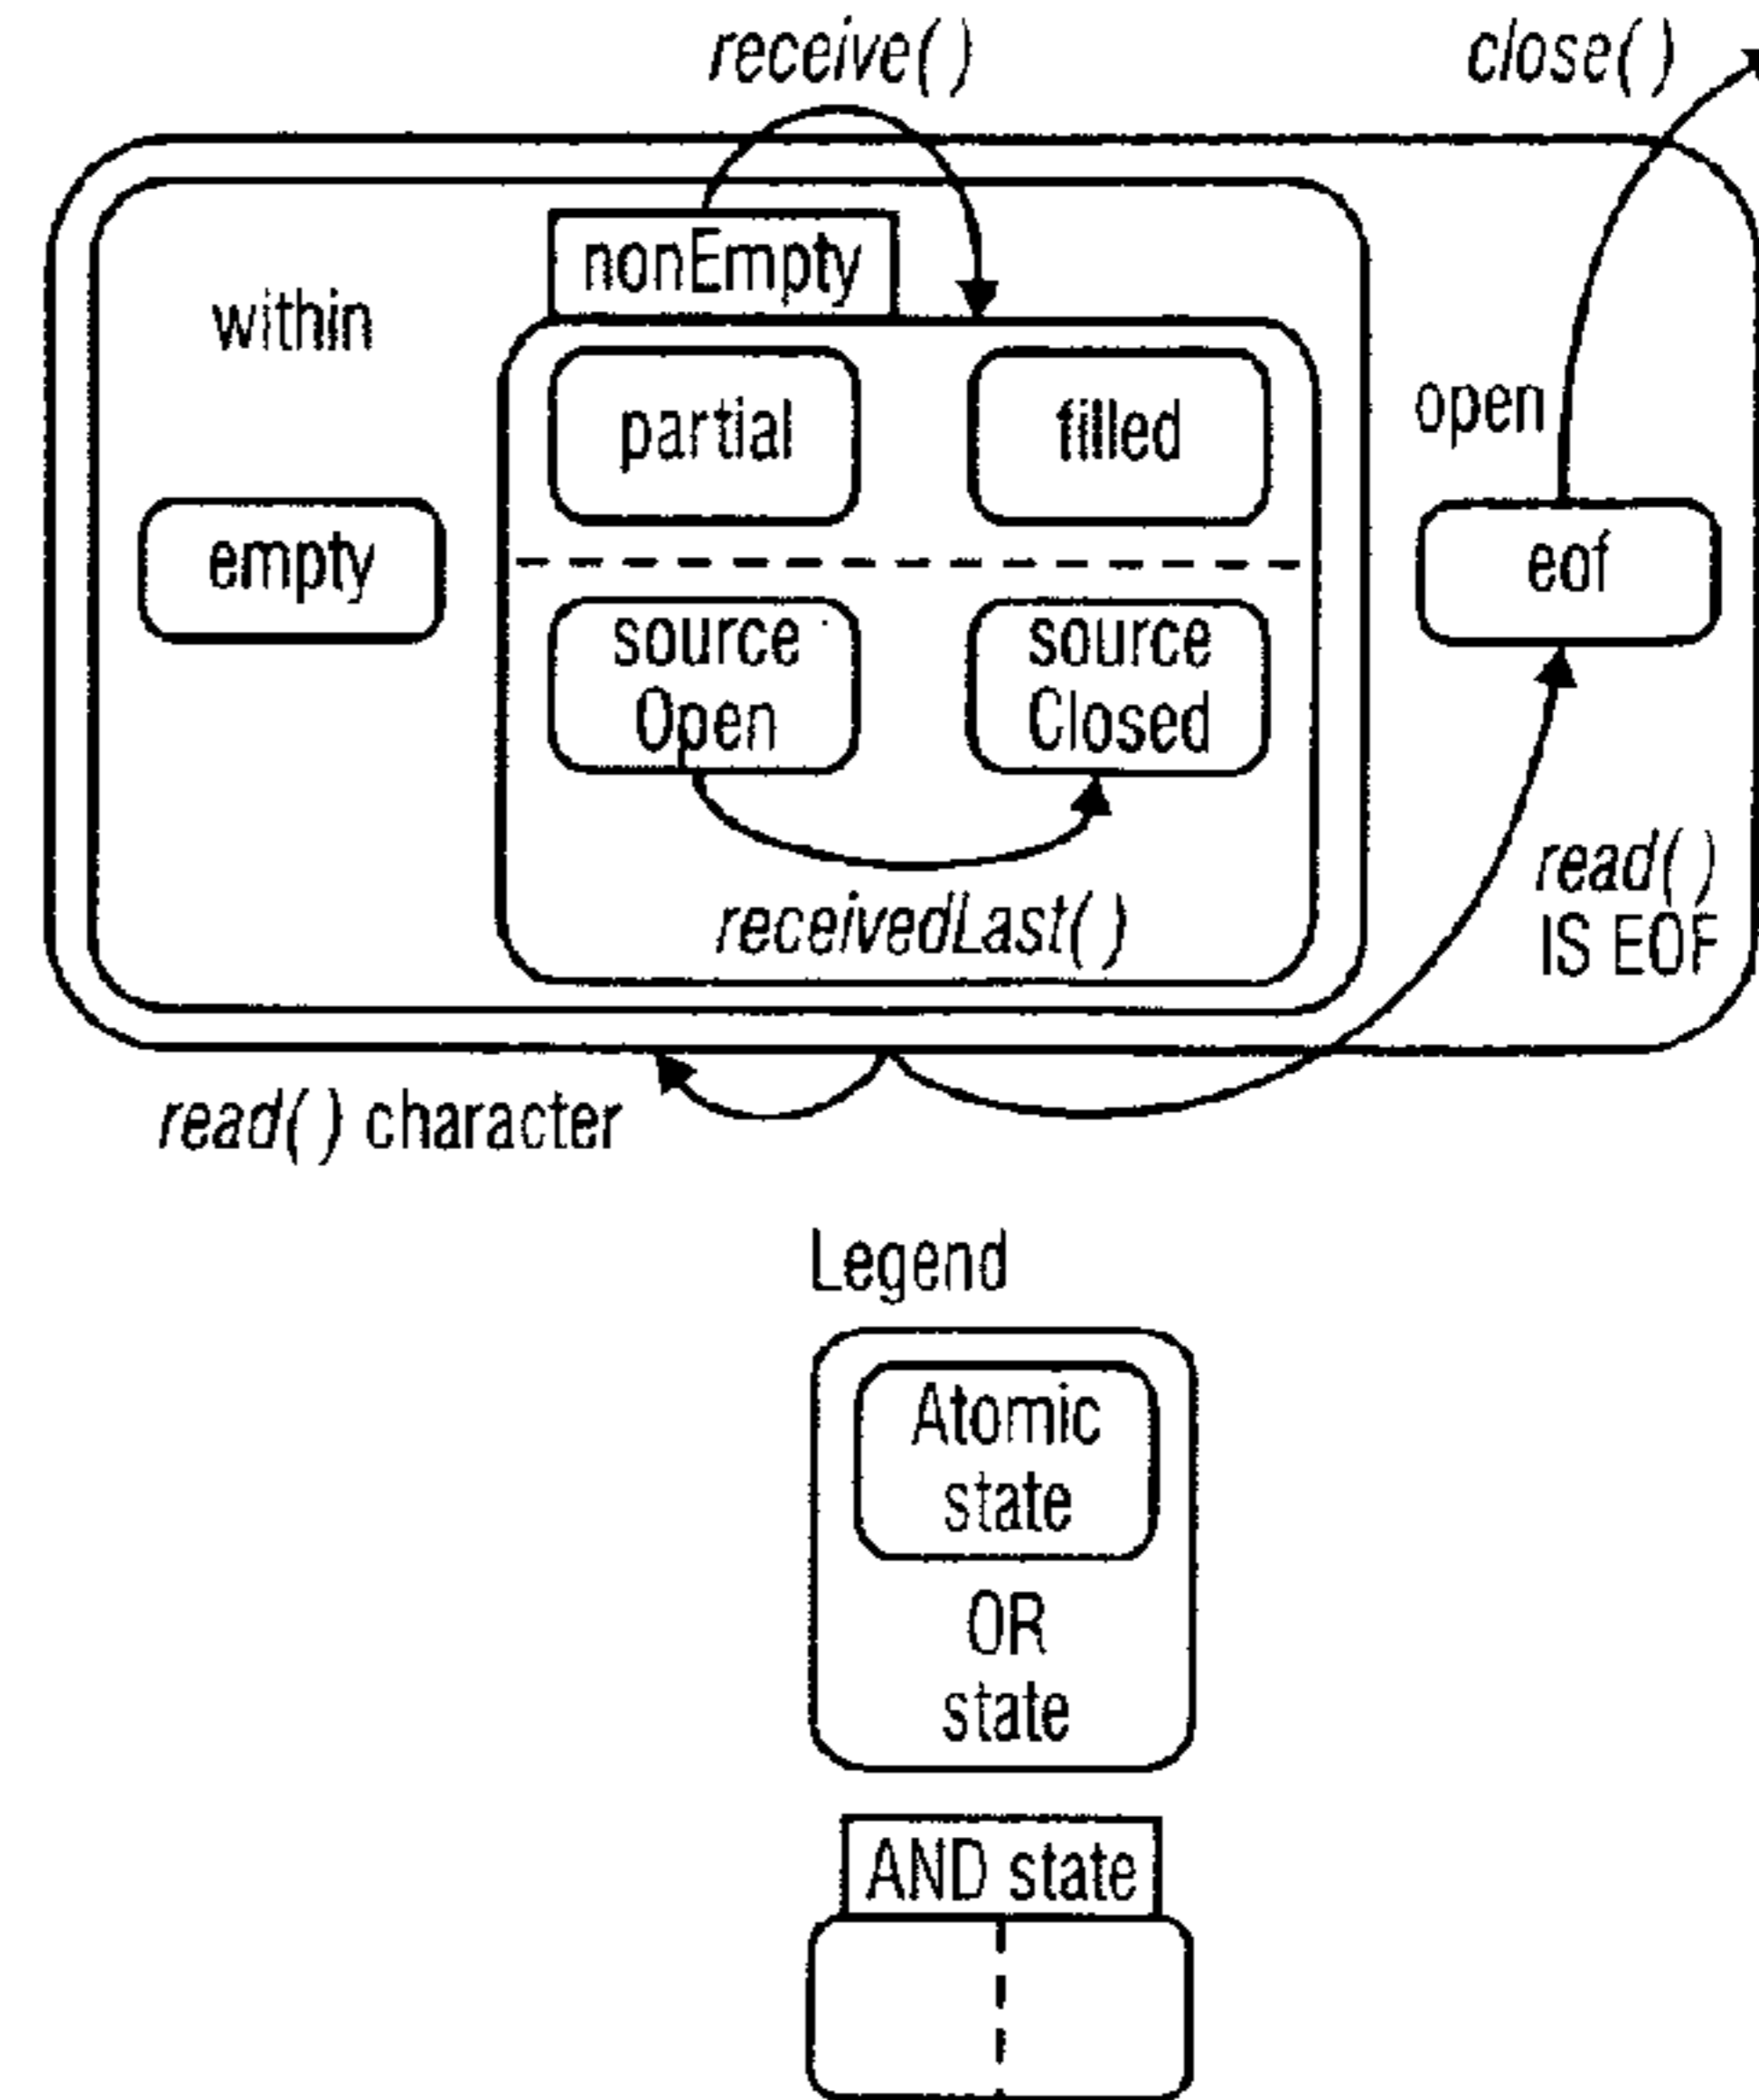 receive( )
close( )
nonEmpty
within
partial
filled
open
empty
eof
source
Open
source
Closed
read( )
IS EOF
receivedLast( )
read( ) character
Legend
Atomic
state
OR
state
AND state